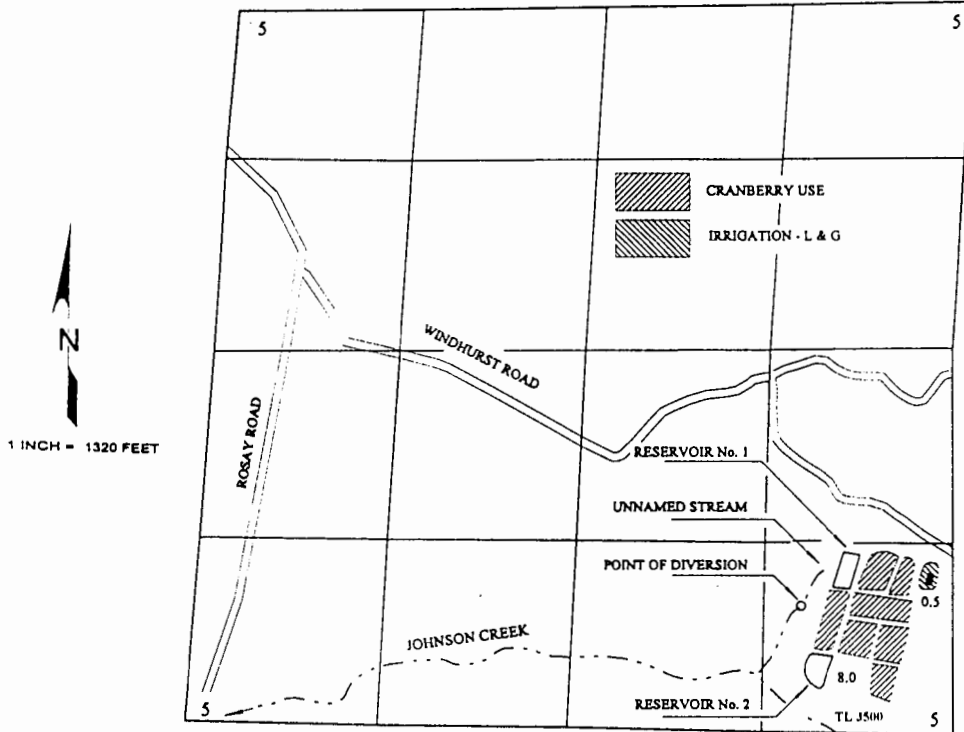 5
5
CRANBERRY USE
IRRIGATION - L & G
N
1 INCH = 1320 FEET
WINDHURST ROAD
ROSAY ROAD
RESERVOIR No. 1
UNNAMED STREAM
POINT OF DIVERSION
0.5
JOHNSON CREEK
8.0
RESERVOIR No. 2
TL J500
5
5